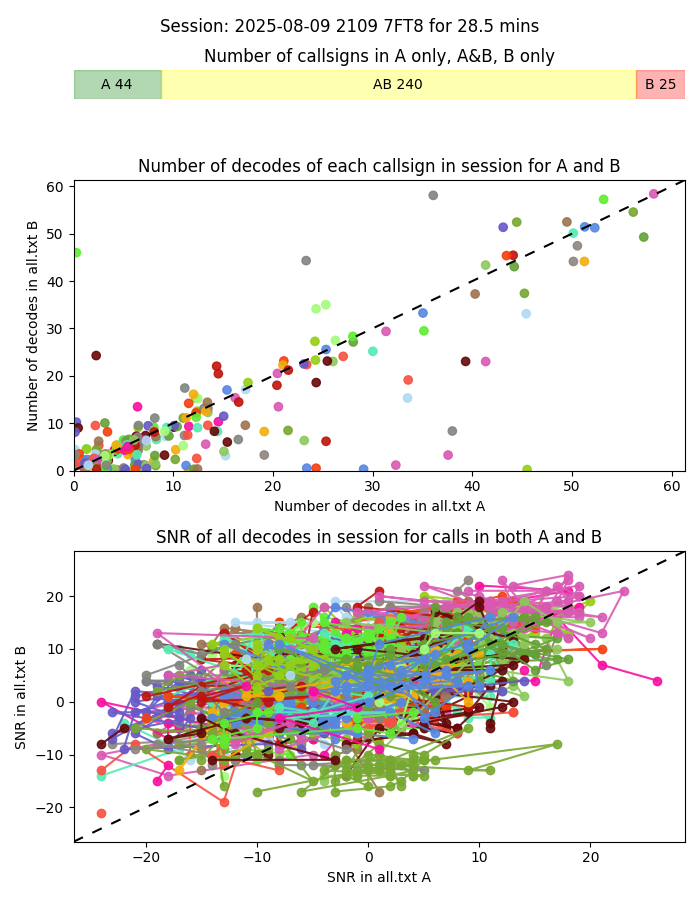 Session: 2025-08-09 2109 7FT8 for 28.5 mins
Number of callsigns in A only, A&B, B only
A 44 AB 240 B 25
Number of decodes of each callsign in session for A and B
Number of decodes in all.txt B
60
50
40
30
20
10
0
0 10 20 30 40 50 60
Number of decodes in all.txt A
SNR of all decodes in session for calls in both A and B
SNR in all.txt B
20
10
0
−10
−20
−20 −10 0 10 20
SNR in all.txt A